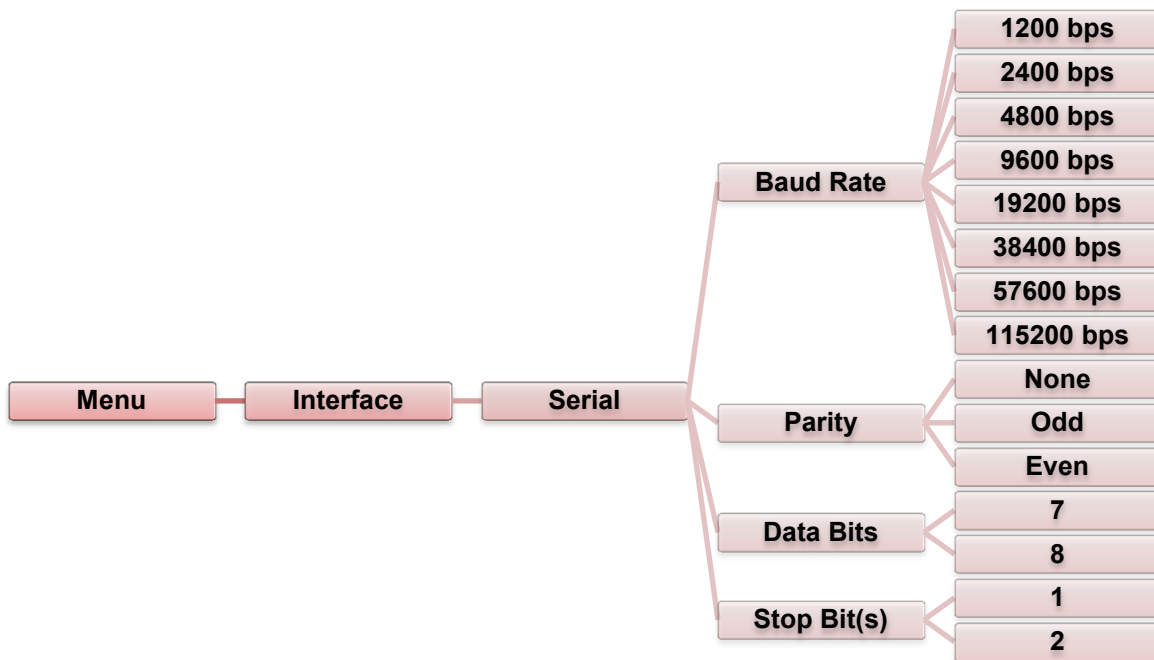 Menu
Interface
Serial
Baud Rate
1200 bps
2400 bps
4800 bps
9600 bps
19200 bps
38400 bps
57600 bps
115200 bps
Parity
None
Odd
Even
Data Bits
7
8
Stop Bit(s)
1
2